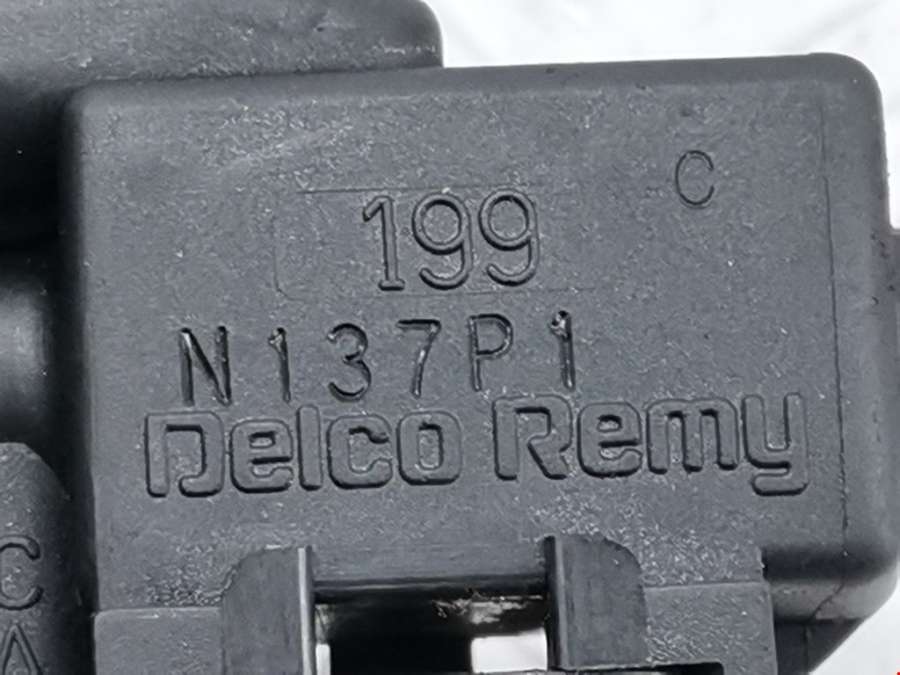 C
199
N137P1
Delco Remy
C
A